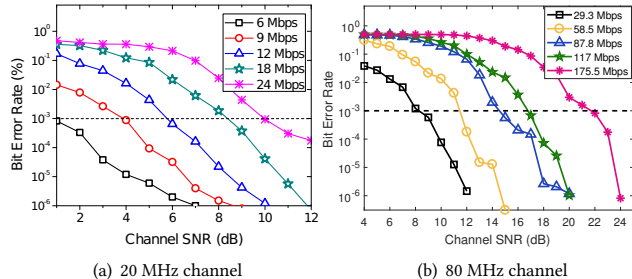 6 Mbps
9 Mbps
12 Mbps
18 Mbps
24 Mbps
10^0
10^-1
10^-2
10^-3
10^-4
10^-5
10^-6
Bit Error Rate (%)
2 4 6 8 10 12
Channel SNR (dB)
(a) 20 MHz channel
29.3 Mbps
58.5 Mbps
87.8 Mbps
117 Mbps
175.5 Mbps
10^0
10^-1
10^-2
10^-3
10^-4
10^-5
10^-6
Bit Error Rate
4 6 8 10 12 14 16 18 20 22 24
Channel SNR (dB)
(b) 80 MHz channel